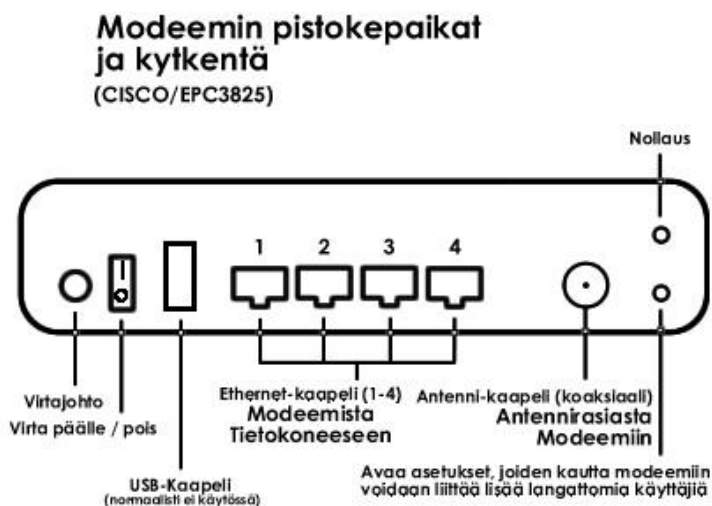 Modeemin pistokepaikat
ja kytkentä
(CISCO/EPC3825)
Nollaus
1 2 3 4
Virtajohto
Virta päälle / pois
USB-Kaapeli
(normaalisti ei käytössä)
Ethernet-kaapeli (1-4)
Modeemista
Tietokoneeseen
Antenni-kaapeli (koaksiaali)
Antennirasiasta
Modeemiin
Avaa asetukset, joiden kautta modeemiin
voidaan liittää lisää langattomia käyttäjiä